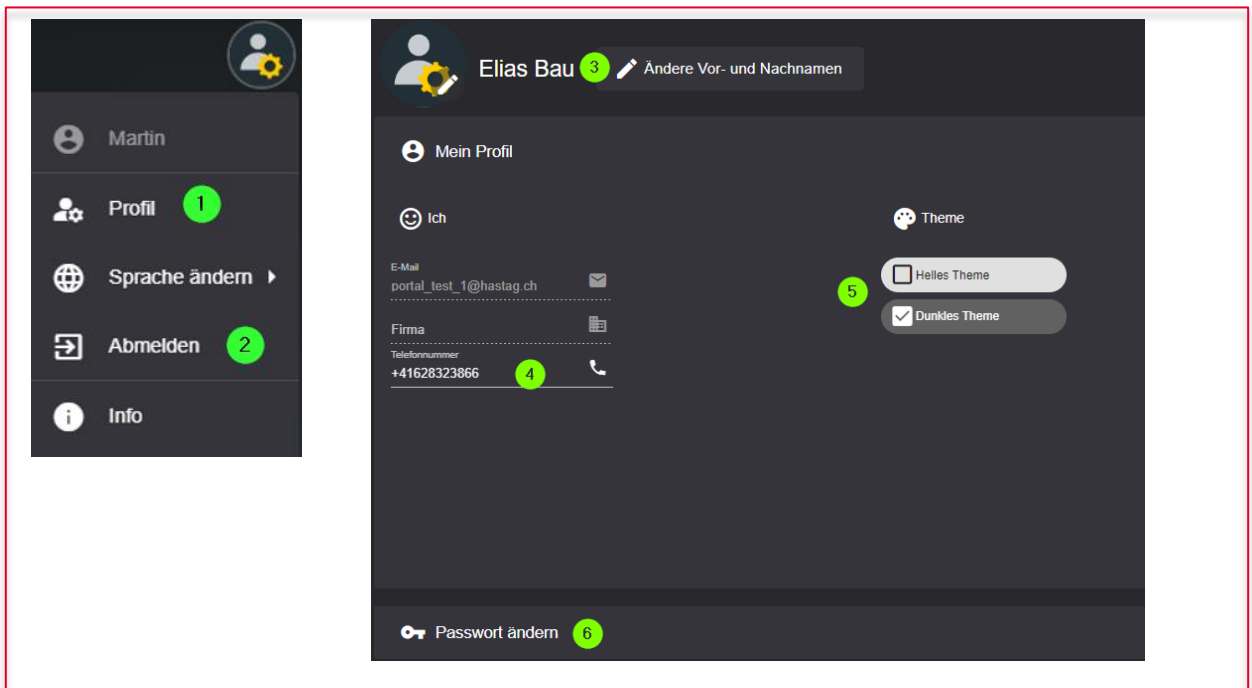 Martin
Profil 1
Sprache ändern
Abmelden 2
Info
Elias Bau 3 Ändere Vor- und Nachnamen
Mein Profil
Ich
E-Mail
portal_test_1@hastag.ch
Firma
Telefonnummer
+41628323866 4
Theme
Helles Theme
5
Dunkles Theme
Passwort ändern 6